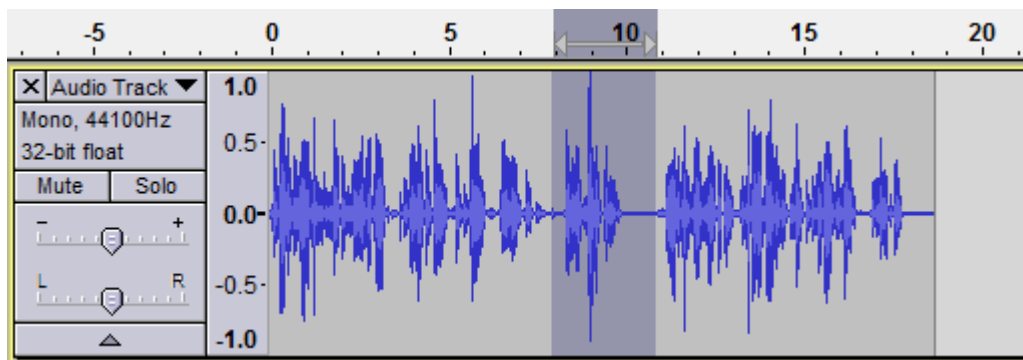 -5 0 5 10 15 20
X Audio Track ▼
Mono, 44100Hz
32-bit float
Mute Solo
- +
L R
1.0
0.5
0.0
-0.5
-1.0